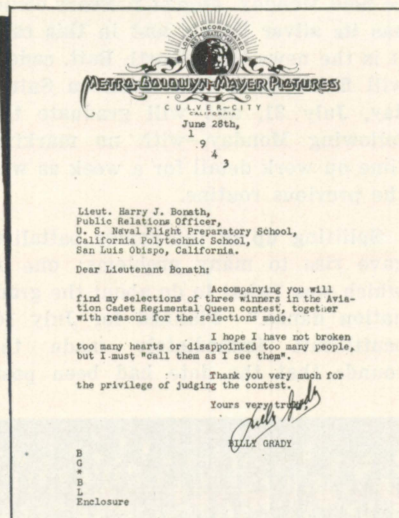 LOEW'S INCORPORATED
METRO-GOLDWYN-MAYER PICTURES
CULVER-CITY
CALIFORNIA
June 28th,
1
9
4
3
Lieut. Harry J. Bonath,
Public Relations Officer,
U. S. Naval Flight Preparatory School,
California Polytechnic School,
San Luis Obispo, California.
Dear Lieutenant Bonath:
Accompanying you will
find my selections of three winners in the Avia-
tion Cadet Regimental Queen contest, together
with reasons for the selections made.
I hope I have not broken
too many hearts or disappointed too many people,
but I must "call them as I see them".
Thank you very much for
the privilege of judging the contest.
Yours very truly,
Billy Grady
BILLY GRADY
B
G
*
B
L
Enclosure